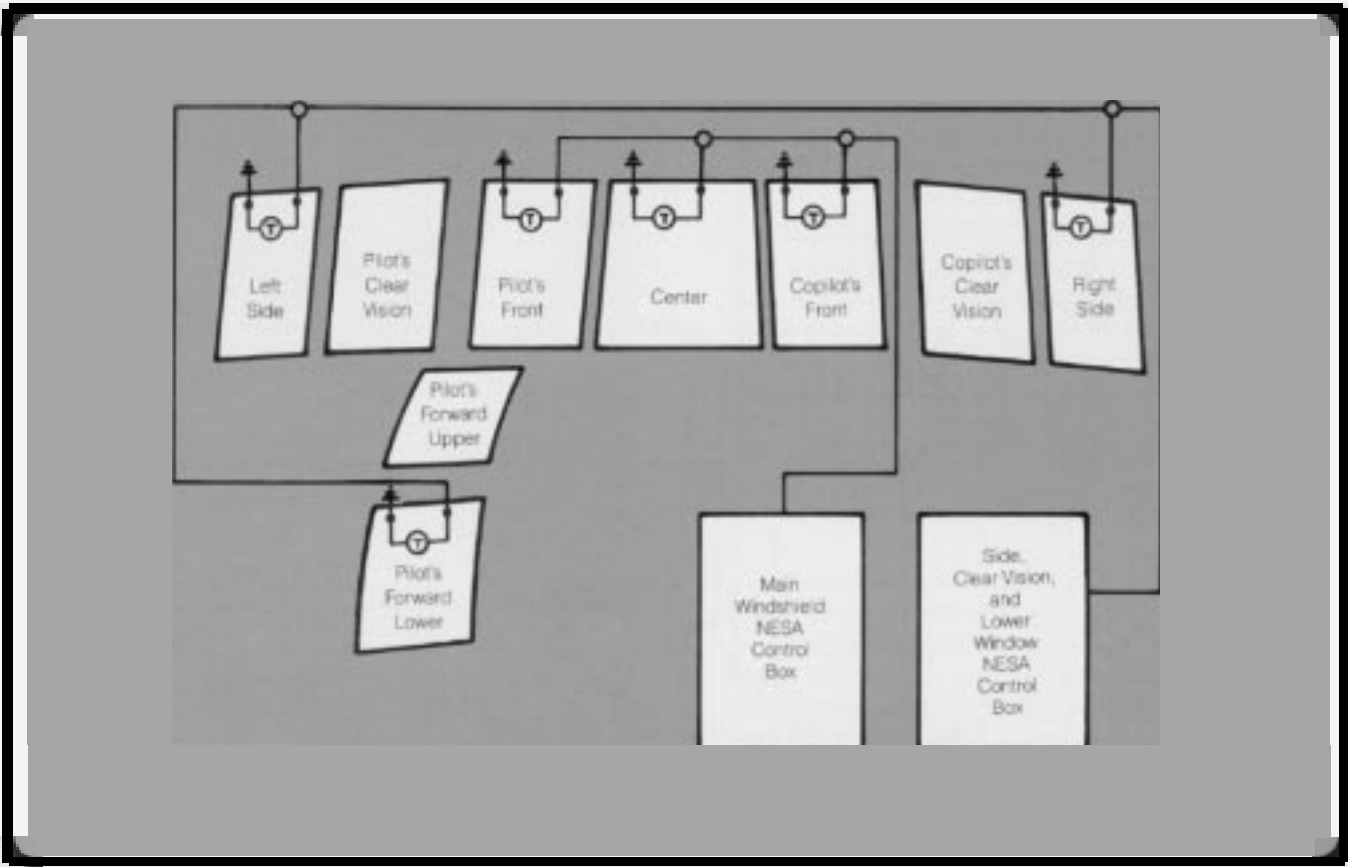 T
T
T
T
T
Left
Side
Pilot's
Clear
Vision
Pilot's
Front
Center
Copilot's
Front
Copilot's
Clear
Vision
Right
Side
Pilot's
Forward
Upper
T
Pilot's
Forward
Lower
Main
Windshield
NESA
Control
Box
Side,
Clear Vision,
and
Lower
Window
NESA
Control
Box